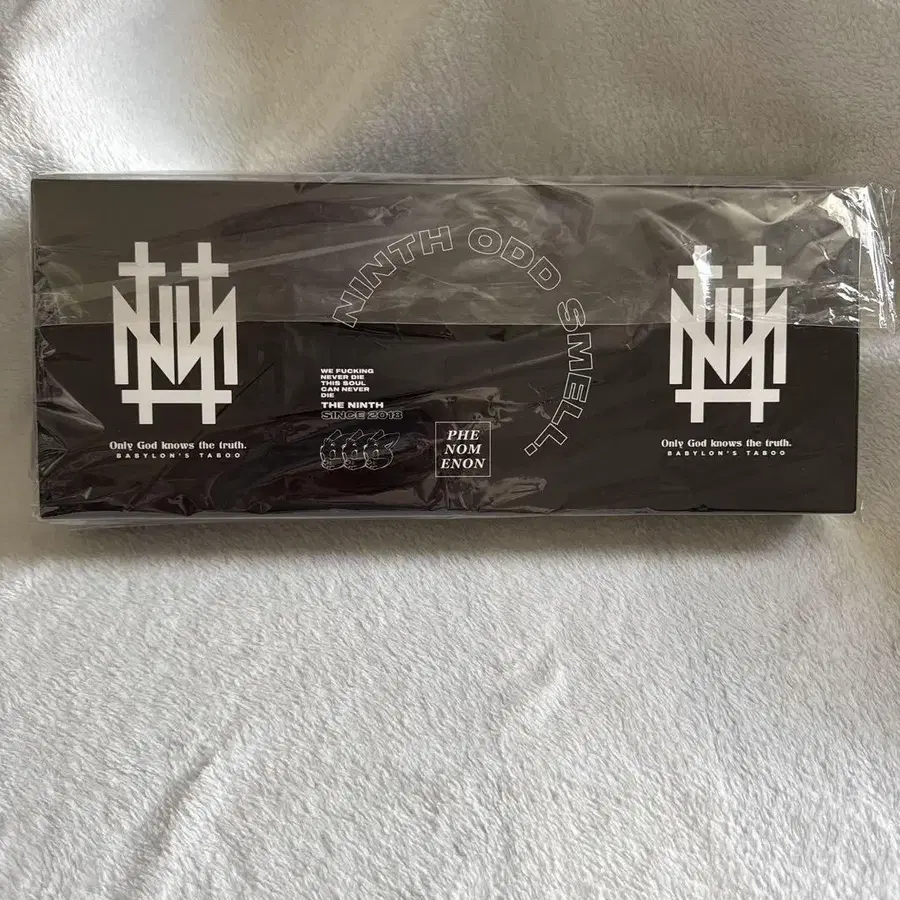 Only God knows the truth.
BABYLON'S TABOO
NINTH ODD SMELL.
WE FUCKING
NEVER DIE
THIS SOUL
CAN NEVER
DIE
THE NINTH
SINCE 2018
PHE
NOM
ENON
Only God knows the truth.
BABYLON'S TABOO